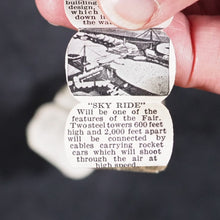 building
design,
which
down in
the wa
"SKY RIDE"
Will be one of the
features of the Fair.
Two steel towers 600 feet
high and 2,000 feet apart
will be connected by
cables carrying rocket
cars which will shoot
through the air at
high speed.